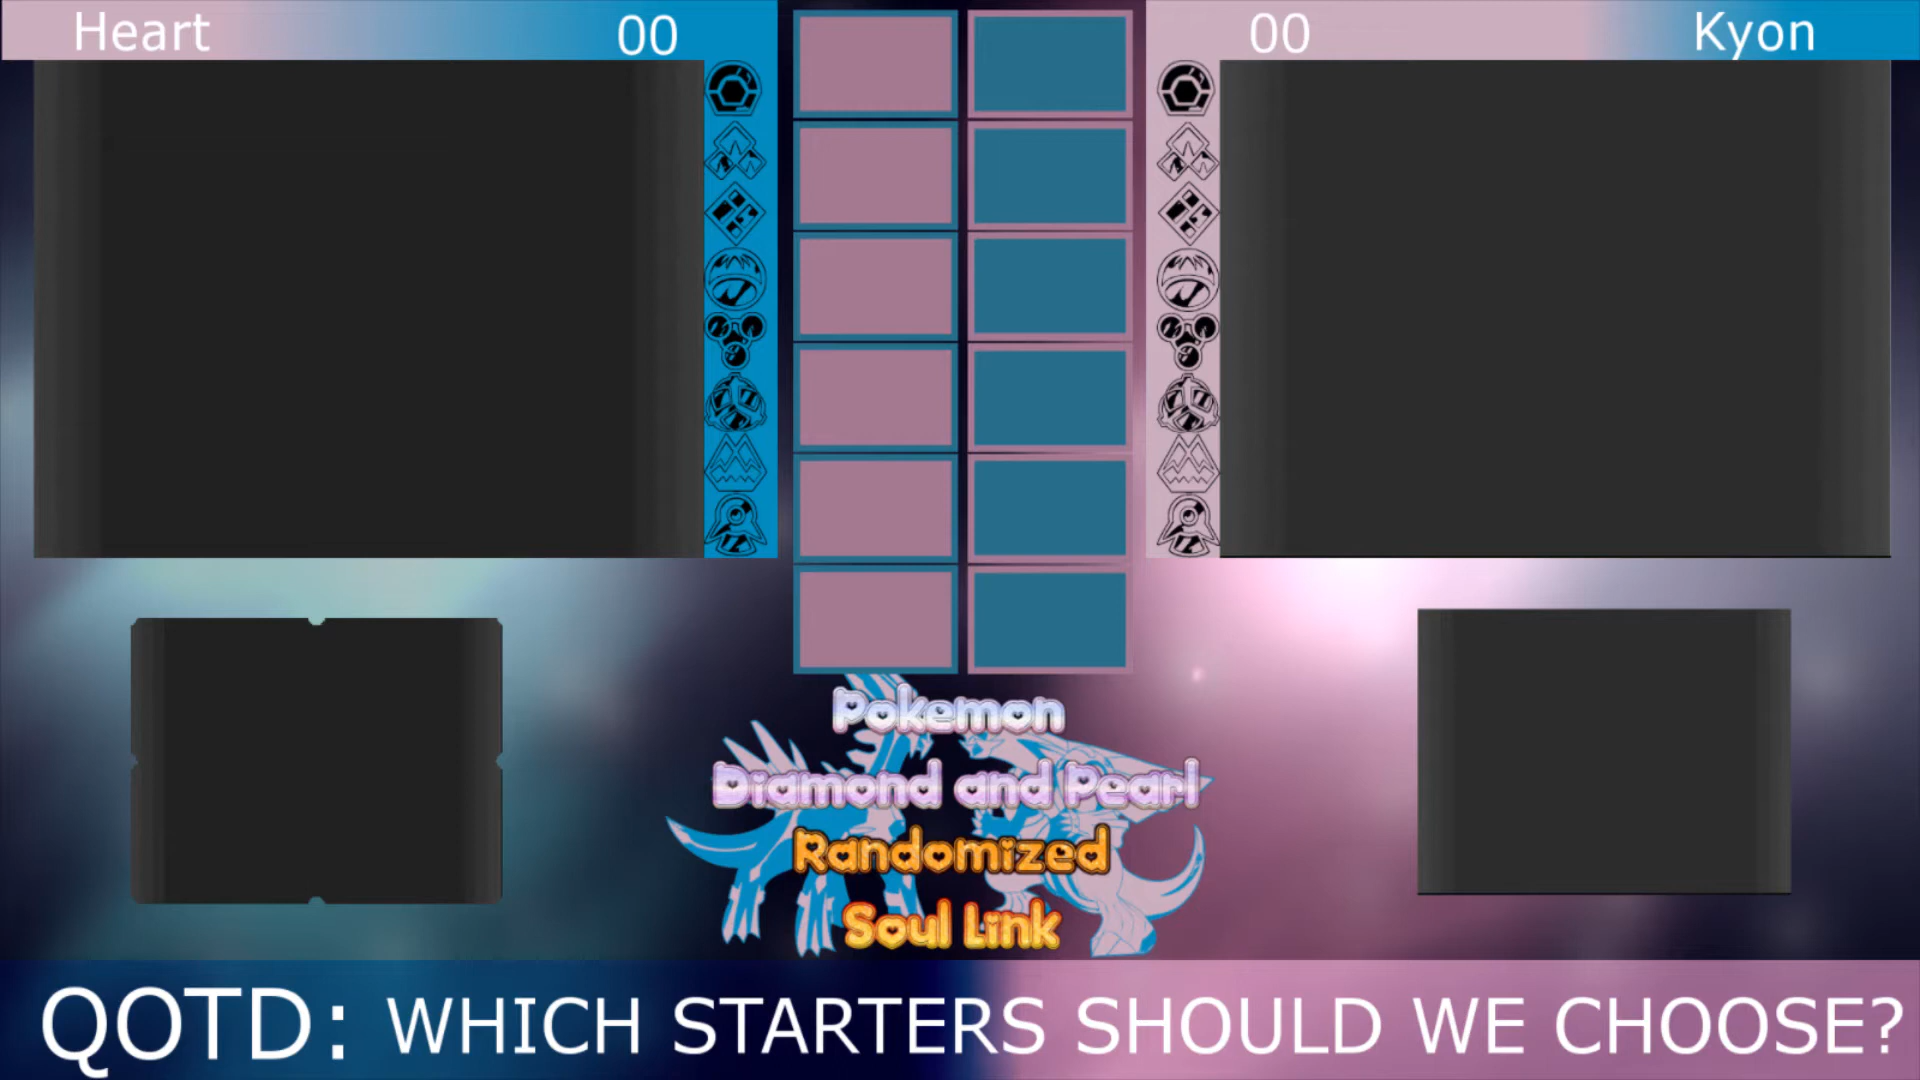 Heart
00
00
Kyon
Pokemon
Diamond and Pearl
Randomized
Soul Link
QOTD: WHICH STARTERS SHOULD WE CHOOSE?